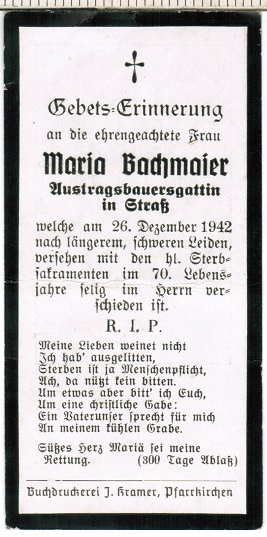 Gebets-Erinnerung
an die ehrengeachtete Frau
Maria Bachmaier
Austragsbauersgattin
in Straß
welche am 26. Dezember 1942
nach längerem, schweren Leiden,
versehen mit den hl. Sterb-
sakramenten im 70. Lebens-
jahre selig im Herrn ver-
schieden ist.
R. I. P.
Meine Lieben weinet nicht
Ich hab' ausgelitten,
Sterben ist ja Menschenpflicht,
Ach, da nützt kein bitten.
Um etwas aber bitt' ich Euch,
Um eine christliche Gabe:
Ein Vaterunser sprecht für mich
An meinem kühlen Grabe.
Süßes Herz Mariä sei meine
Rettung. (300 Tage Ablaß)
Buchdruckerei J. Kramer, Pfarrkirchen